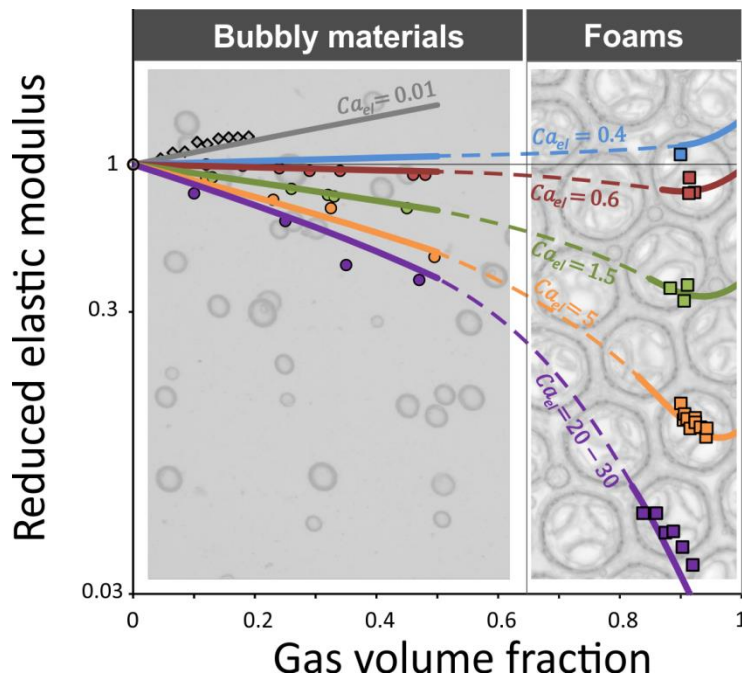 Bubbly materials
Foams
Reduced elastic modulus
1
0.3
0.03
Ca_el = 0.01
Ca_el = 0.4
Ca_el = 0.6
Ca_el = 1.5
Ca_el = 5
Ca_el = 20 − 30
0
0.2
0.4
0.6
0.8
1
Gas volume fraction